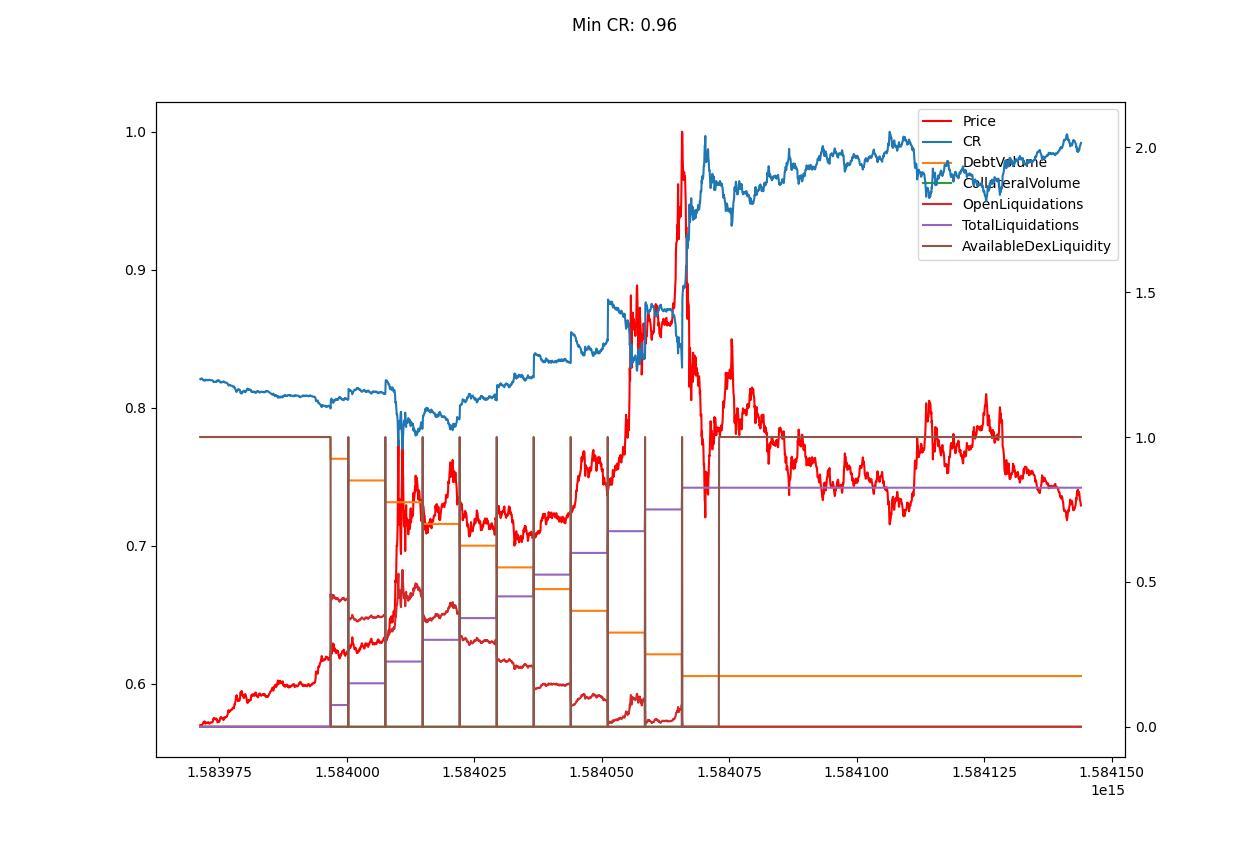 Min CR: 0.96
1.0
0.9
0.8
0.7
0.6
2.0
1.5
1.0
0.5
0.0
Price
CR
DebtVolume
CollateralVolume
OpenLiquidations
TotalLiquidations
AvailableDexLiquidity
1.583975 1.584000 1.584025 1.584050 1.584075 1.584100 1.584125 1.584150
1e15